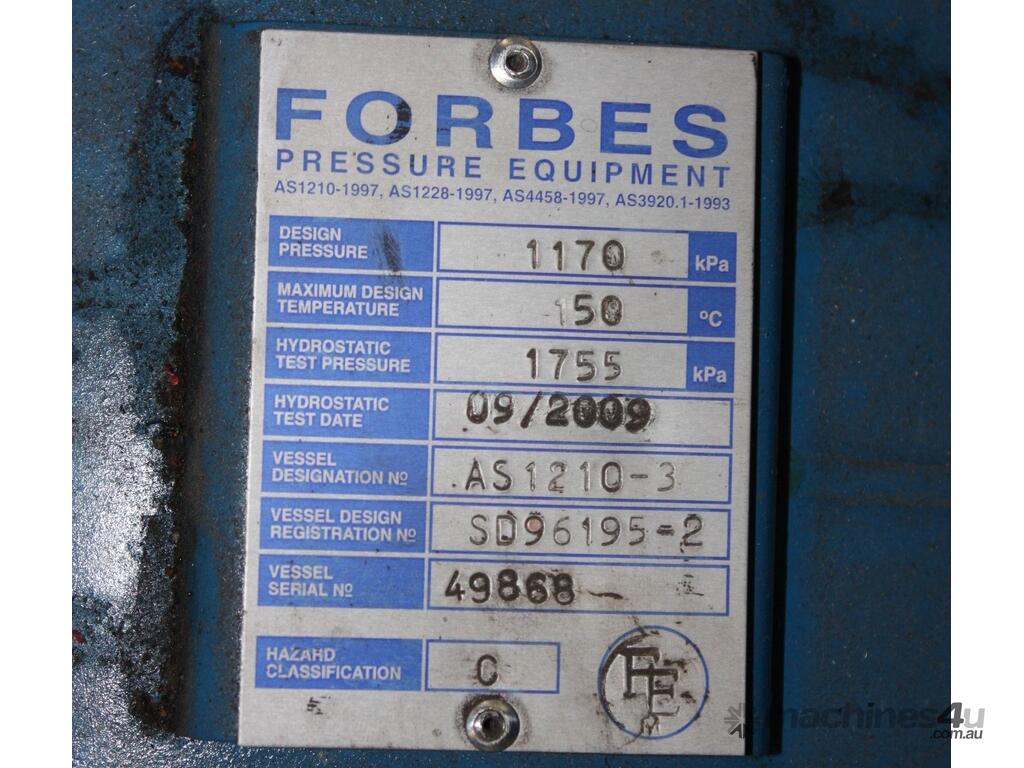 FORBES
PRESSURE EQUIPMENT
AS1210-1997, AS1228-1997, AS4458-1997, AS3920.1-1993
DESIGN
PRESSURE 1170 kPa
MAXIMUM DESIGN
TEMPERATURE 150 ºC
HYDROSTATIC
TEST PRESSURE 1755 kPa
HYDROSTATIC
TEST DATE 09/2009
VESSEL
DESIGNATION Nº AS1210-3
VESSEL DESIGN
REGISTRATION Nº SD96195-2
VESSEL
SERIAL Nº 49868-
HAZARD
CLASSIFICATION C
machines4u
.com.au